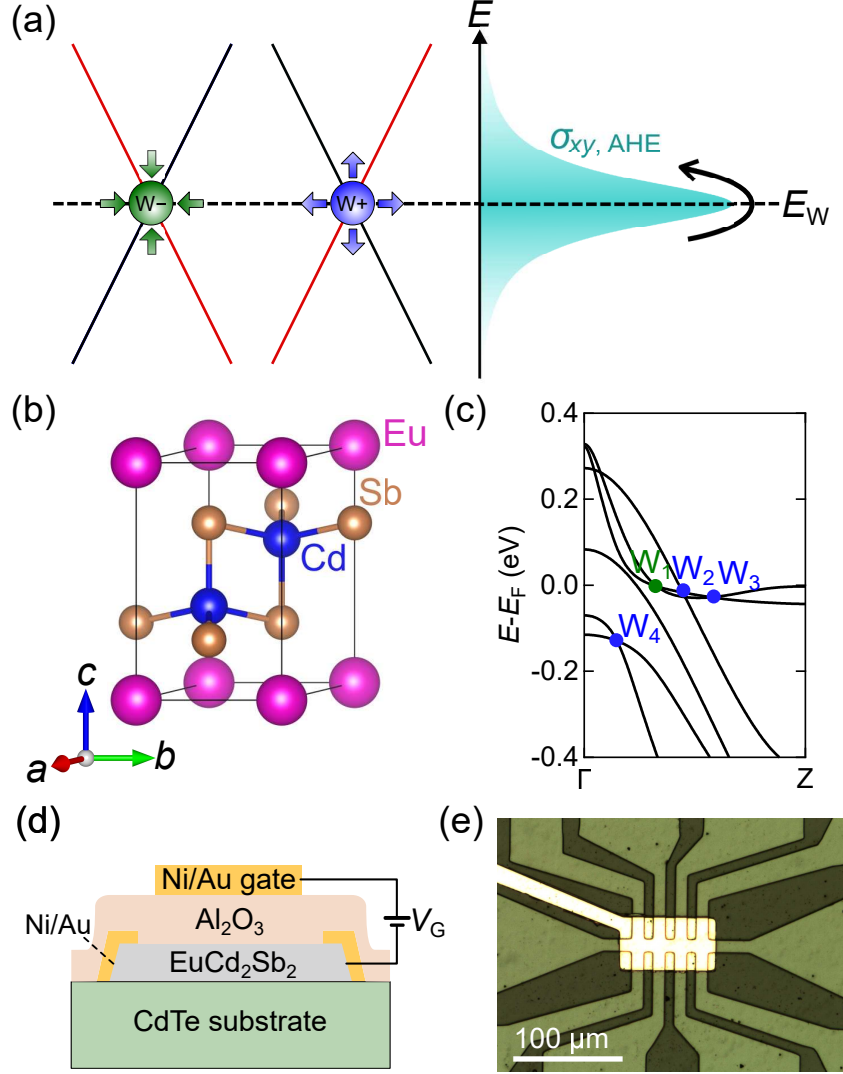 (a)
E
σxy, AHE
W−
W+
EW
(b)
Eu
Sb
Cd
c
a
b
(c)
0.4
0.2
0.0
-0.2
-0.4
E-EF (eV)
W1
W2
W3
W4
Γ
Z
(d)
Ni/Au gate
Ni/Au
Al2O3
VG
EuCd2Sb2
CdTe substrate
(e)
100 μm